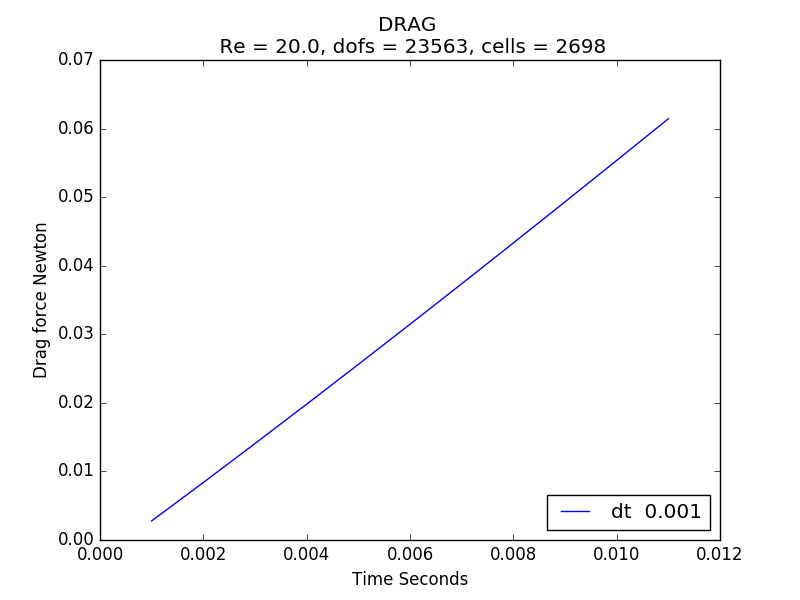 DRAG
Re = 20.0, dofs = 23563, cells = 2698
0.07
0.06
0.05
0.04
0.03
0.02
0.01
0.00
Drag force Newton
dt 0.001
0.000 0.002 0.004 0.006 0.008 0.010 0.012
Time Seconds